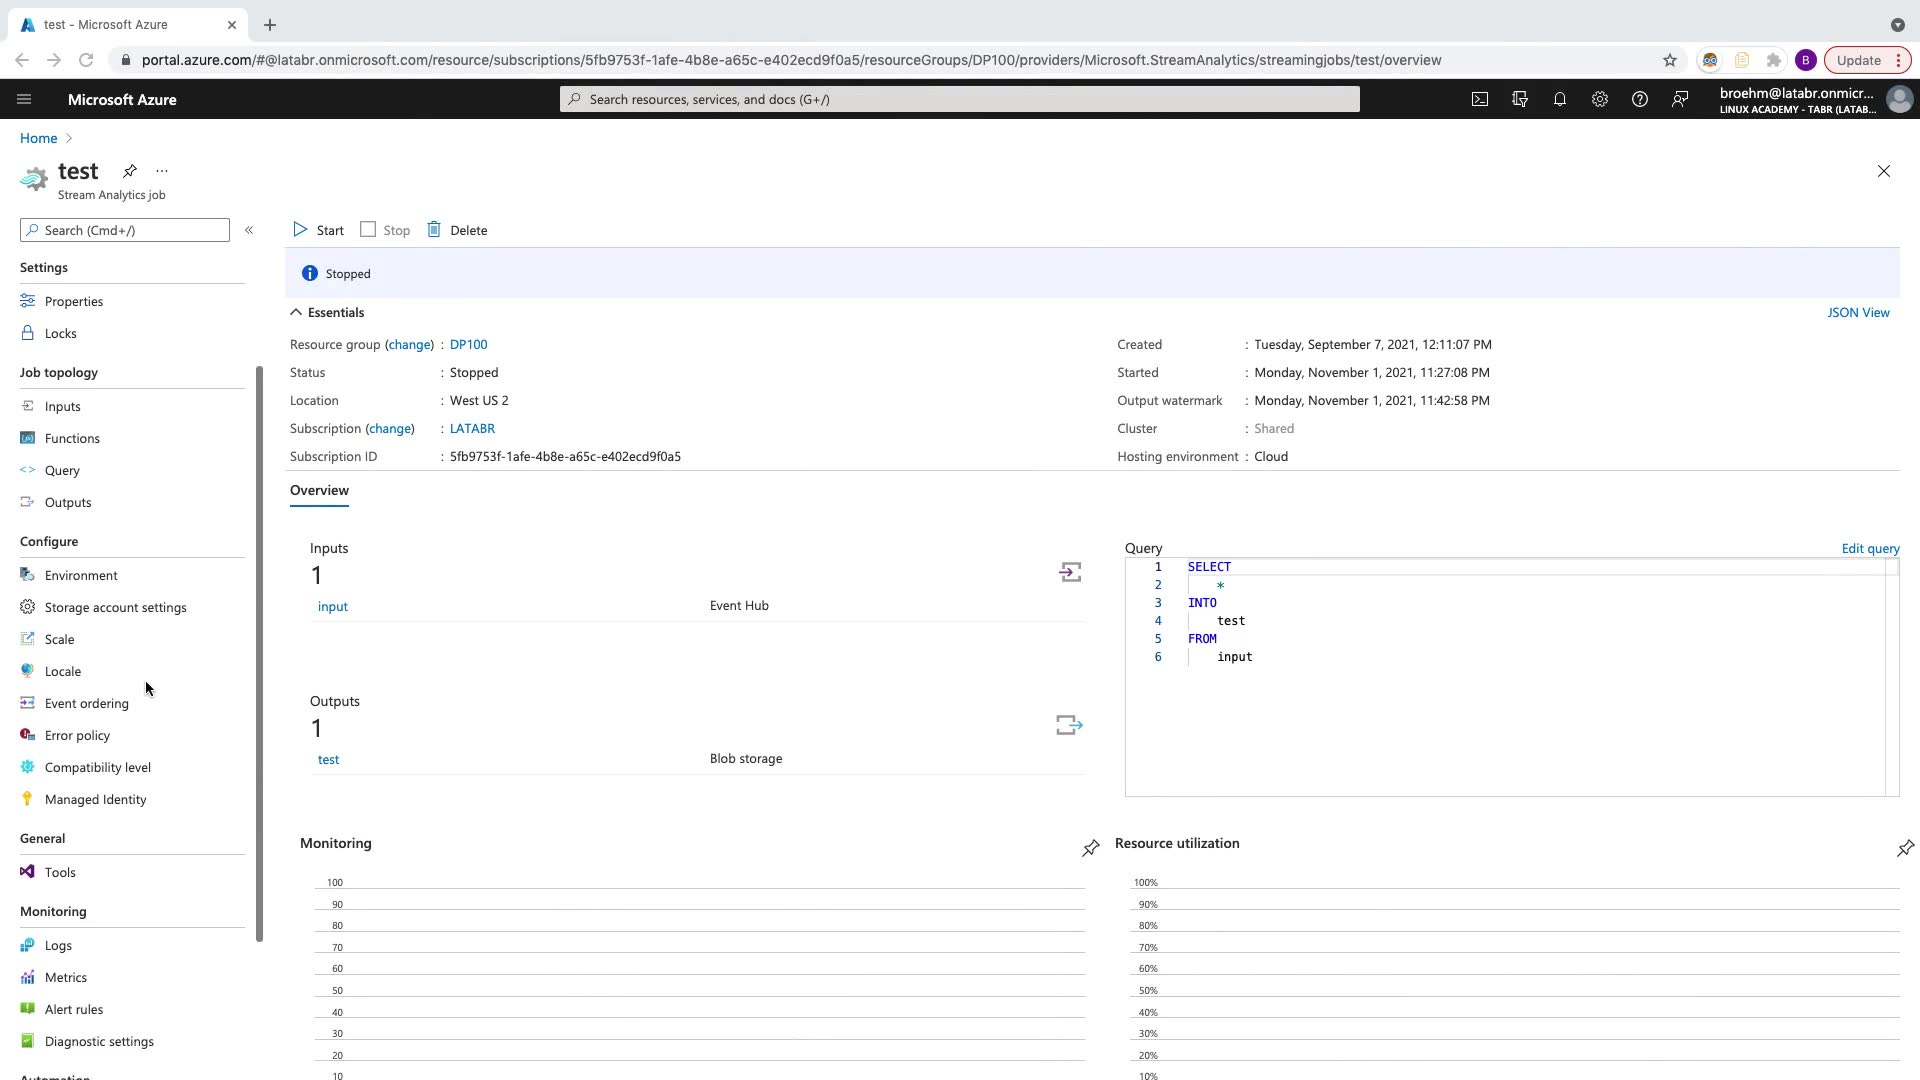 test - Microsoft Azure
portal.azure.com/#@latabr.onmicrosoft.com/resource/subscriptions/5fb9753f-1afe-4b8e-a65c-e402ecd9f0a5/resourceGroups/DP100/providers/Microsoft.StreamAnalytics/streamingjobs/test/overview
B
Update
Microsoft Azure
Search resources, services, and docs (G+/)
broehm@latabr.onmicr...
LINUX ACADEMY - TABR (LATAB...
Home
test
...
Stream Analytics job
Search (Cmd+/)
«
Start
Stop
Delete
Stopped
Settings
Properties
Locks
Job topology
Inputs
Functions
Query
Outputs
Configure
Environment
Storage account settings
Scale
Locale
Event ordering
Error policy
Compatibility level
Managed Identity
General
Tools
Monitoring
Logs
Metrics
Alert rules
Diagnostic settings
Automation
Essentials
JSON View
Resource group (change) : DP100
Status : Stopped
Location : West US 2
Subscription (change) : LATABR
Subscription ID : 5fb9753f-1afe-4b8e-a65c-e402ecd9f0a5
Created : Tuesday, September 7, 2021, 12:11:07 PM
Started : Monday, November 1, 2021, 11:27:08 PM
Output watermark : Monday, November 1, 2021, 11:42:58 PM
Cluster : Shared
Hosting environment : Cloud
Overview
Inputs
1
input Event Hub
Outputs
1
test Blob storage
Query
Edit query
1 SELECT
2 *
3 INTO
4 test
5 FROM
6 input
Monitoring
100
90
80
70
60
50
40
30
20
10
Resource utilization
100%
90%
80%
70%
60%
50%
40%
30%
20%
10%